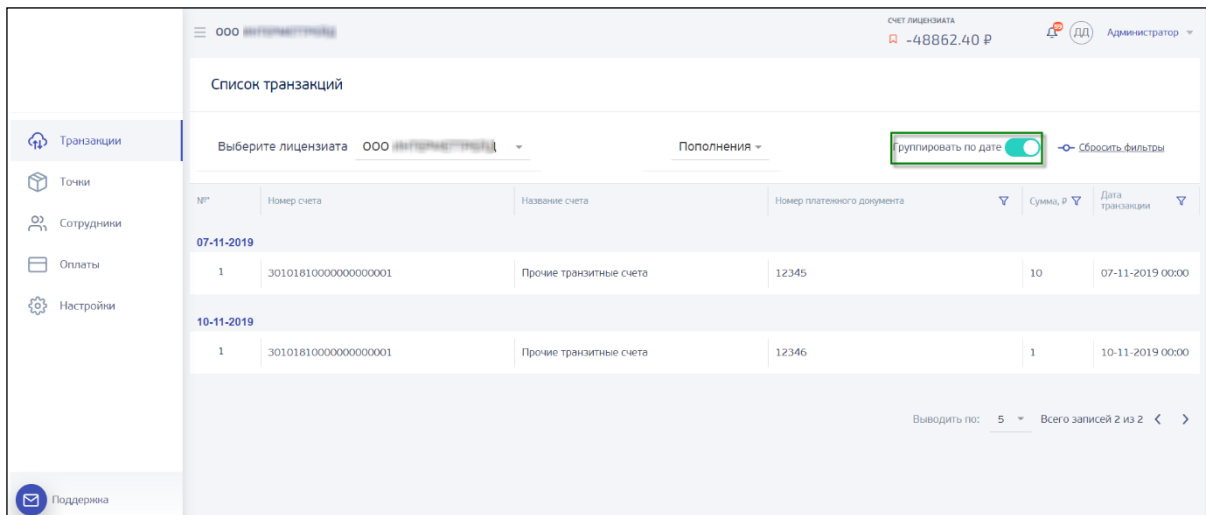 ООО
СЧЕТ ЛИЦЕНЗИАТА
-48862.40 ₽
99
ДД
Администратор
Список транзакций
Транзакции
Точки
Сотрудники
Оплаты
Настройки
Поддержка
Выберите лицензиата ООО
Пополнения
Группировать по дате
Сбросить фильтры
№ Номер счета Название счета Номер платежного документа Сумма, ₽ Дата
транзакции
07-11-2019
1 30101810000000000001 Прочие транзитные счета 12345 10 07-11-2019 00:00
10-11-2019
1 30101810000000000001 Прочие транзитные счета 12346 1 10-11-2019 00:00
Выводить по: 5 Всего записей 2 из 2